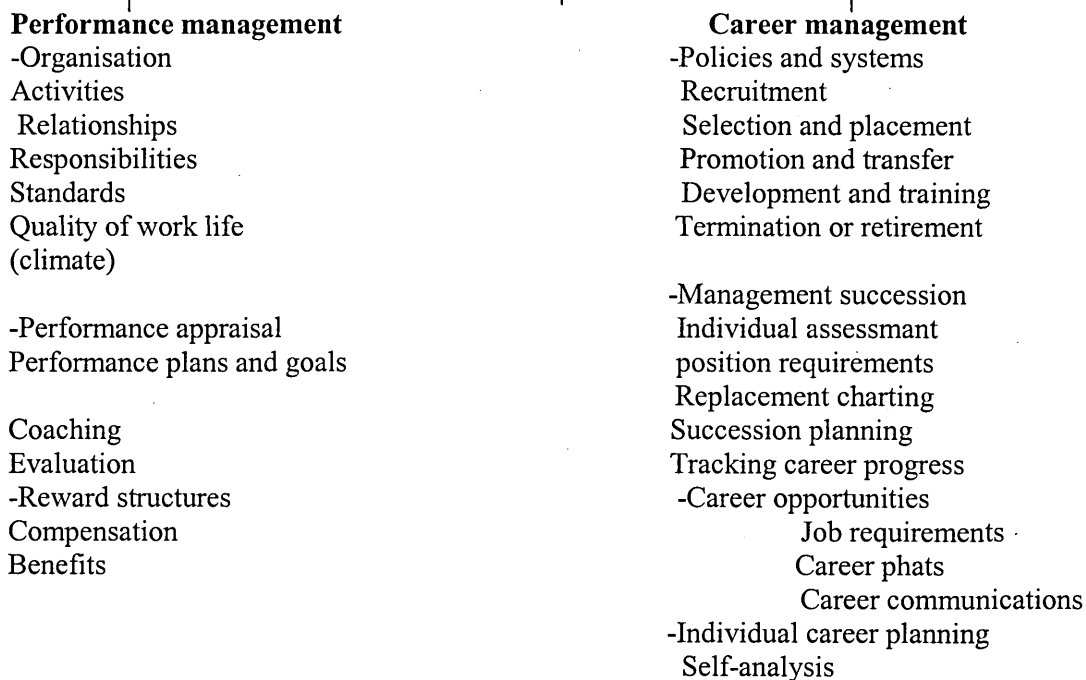 Performance management
-Organisation
Activities
Relationships
Responsibilities
Standards
Quality of work life
(climate)
-Performance appraisal
Performance plans and goals
Coaching
Evaluation
-Reward structures
Compensation
Benefits
Career management
-Policies and systems
Recruitment
Selection and placement
Promotion and transfer
Development and training
Termination or retirement
-Management succession
Individual assessmant
position requirements
Replacement charting
Succession planning
Tracking career progress
-Career opportunities
Job requirements
Career phats
Career communications
-Individual career planning
Self-analysis